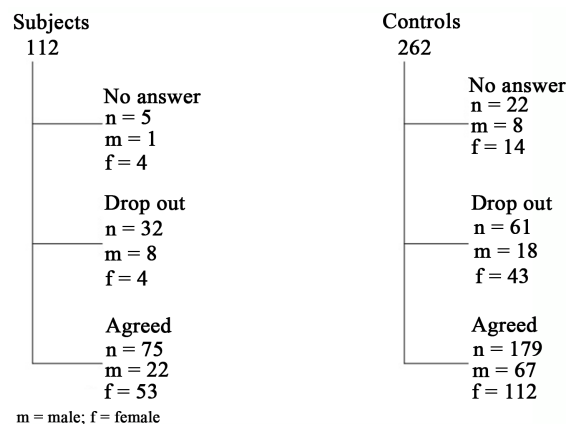 Subjects
112
No answer
n = 5
m = 1
f = 4
Drop out
n = 32
m = 8
f = 4
Agreed
n = 75
m = 22
f = 53
Controls
262
No answer
n = 22
m = 8
f = 14
Drop out
n = 61
m = 18
f = 43
Agreed
n = 179
m = 67
f = 112
m = male; f = female